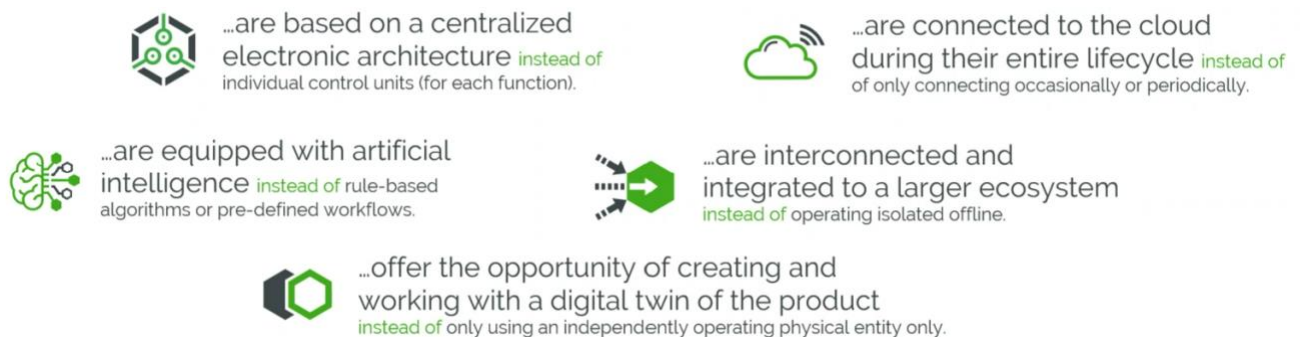 ...are based on a centralized
electronic architecture instead of
individual control units (for each function).
...are connected to the cloud
during their entire lifecycle instead of
of only connecting occasionally or periodically.
...are equipped with artificial
intelligence instead of rule-based
algorithms or pre-defined workflows.
...are interconnected and
integrated to a larger ecosystem
instead of operating isolated offline.
...offer the opportunity of creating and
working with a digital twin of the product
instead of only using an independently operating physical entity only.